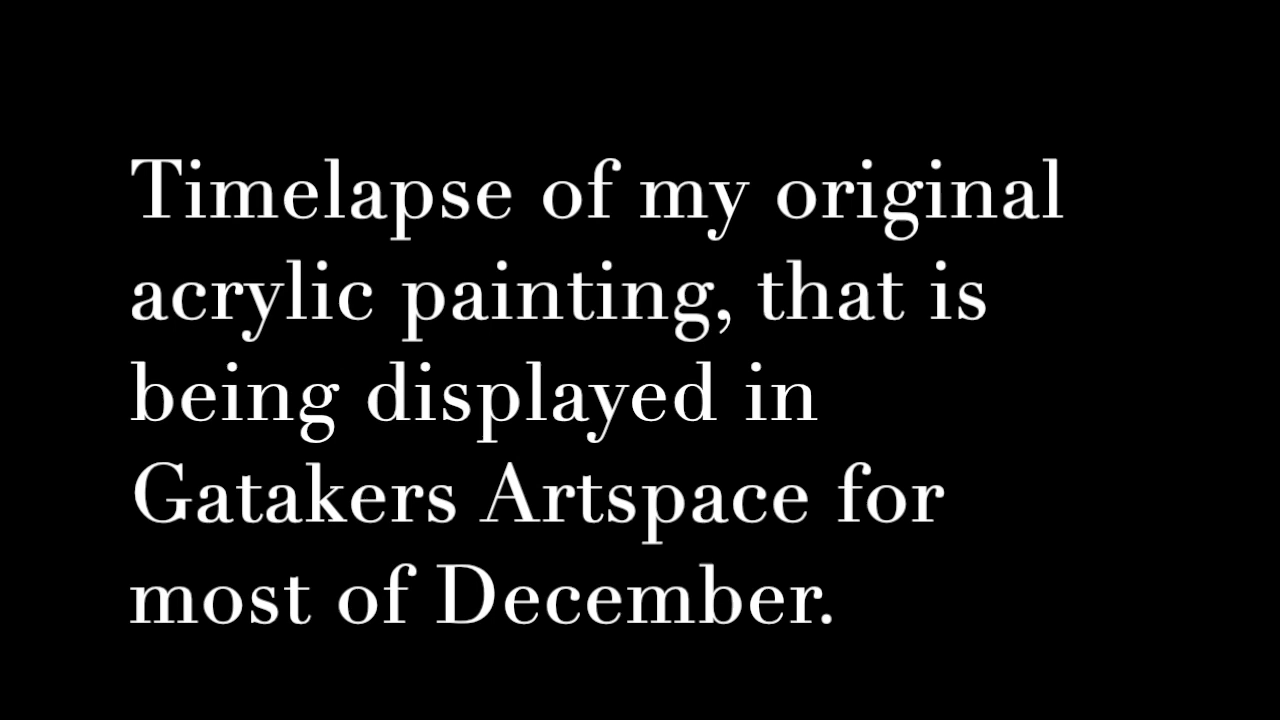 Timelapse of my original
acrylic painting, that is
being displayed in
Gatakers Artspace for
most of December.